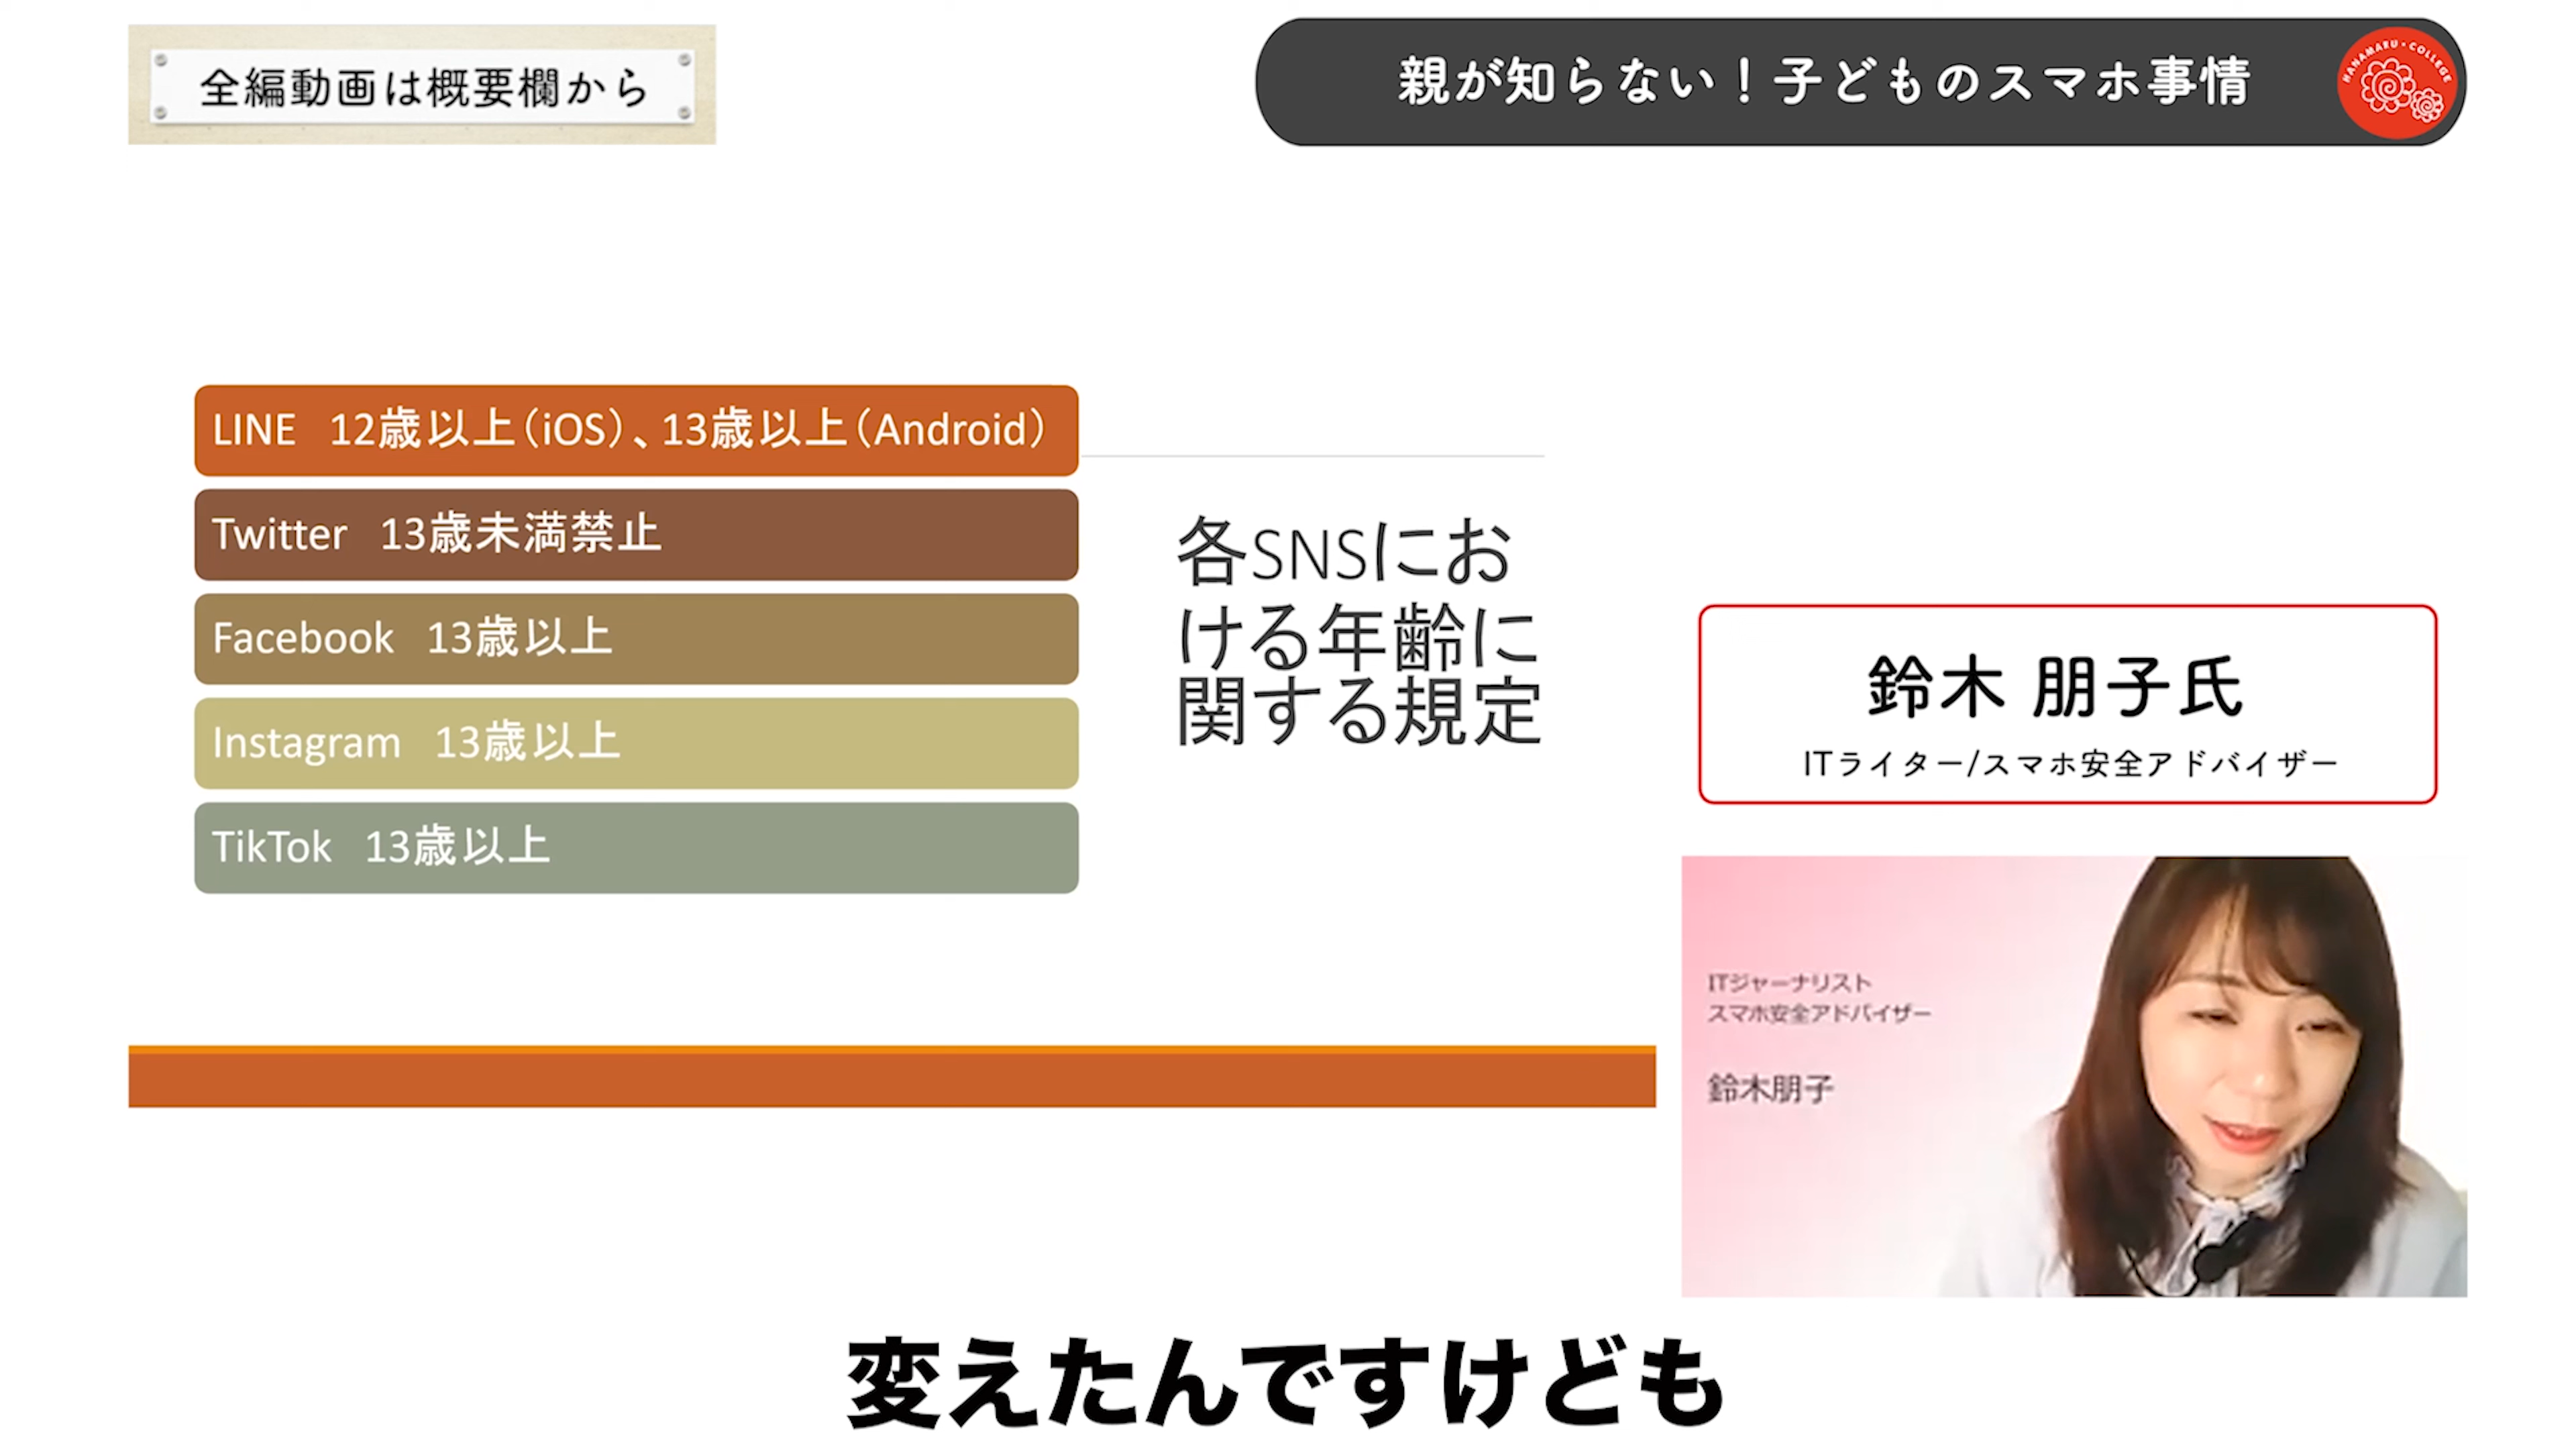 全編動画は概要欄から
親が知らない！子どものスマホ事情
HANAMARU・COLLEGE
LINE 12歳以上（iOS）、13歳以上（Android）
Twitter 13歳未満禁止
Facebook 13歳以上
Instagram 13歳以上
TikTok 13歳以上
各SNSにお
ける年齢に
関する規定
鈴木 朋子氏
ITライター/スマホ安全アドバイザー
ITジャーナリスト
スマホ安全アドバイザー
鈴木朋子
変えたんですけども